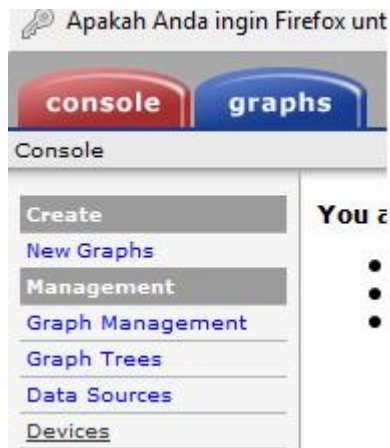 Apakah Anda ingin Firefox unt
console graphs
Console
Create
You a
New Graphs
Management
Graph Management
Graph Trees
Data Sources
Devices